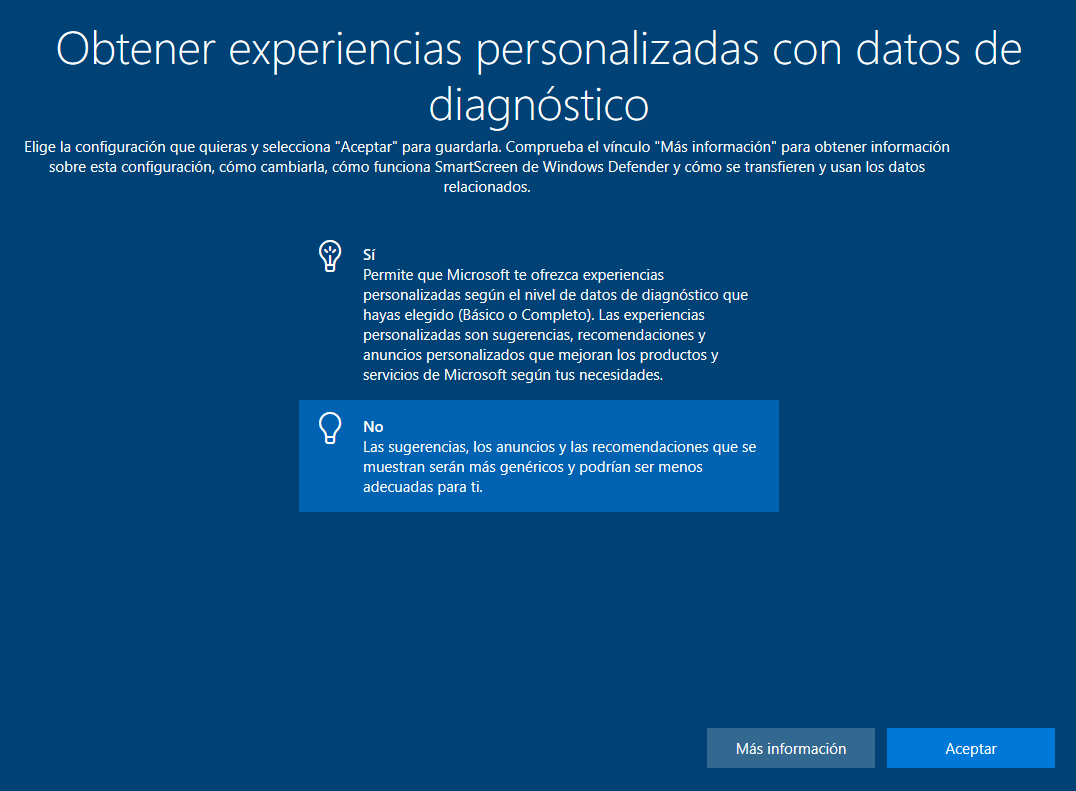 Obtener experiencias personalizadas con datos de
diagnóstico
Elige la configuración que quieras y selecciona "Aceptar" para guardarla. Comprueba el vínculo "Más información" para obtener información
sobre esta configuración, cómo cambiarla, cómo funciona SmartScreen de Windows Defender y cómo se transfieren y usan los datos
relacionados.
Sí
Permite que Microsoft te ofrezca experiencias
personalizadas según el nivel de datos de diagnóstico que
hayas elegido (Básico o Completo). Las experiencias
personalizadas son sugerencias, recomendaciones y
anuncios personalizados que mejoran los productos y
servicios de Microsoft según tus necesidades.
No
Las sugerencias, los anuncios y las recomendaciones que se
muestran serán más genéricos y podrían ser menos
adecuadas para ti.
Más información
Aceptar